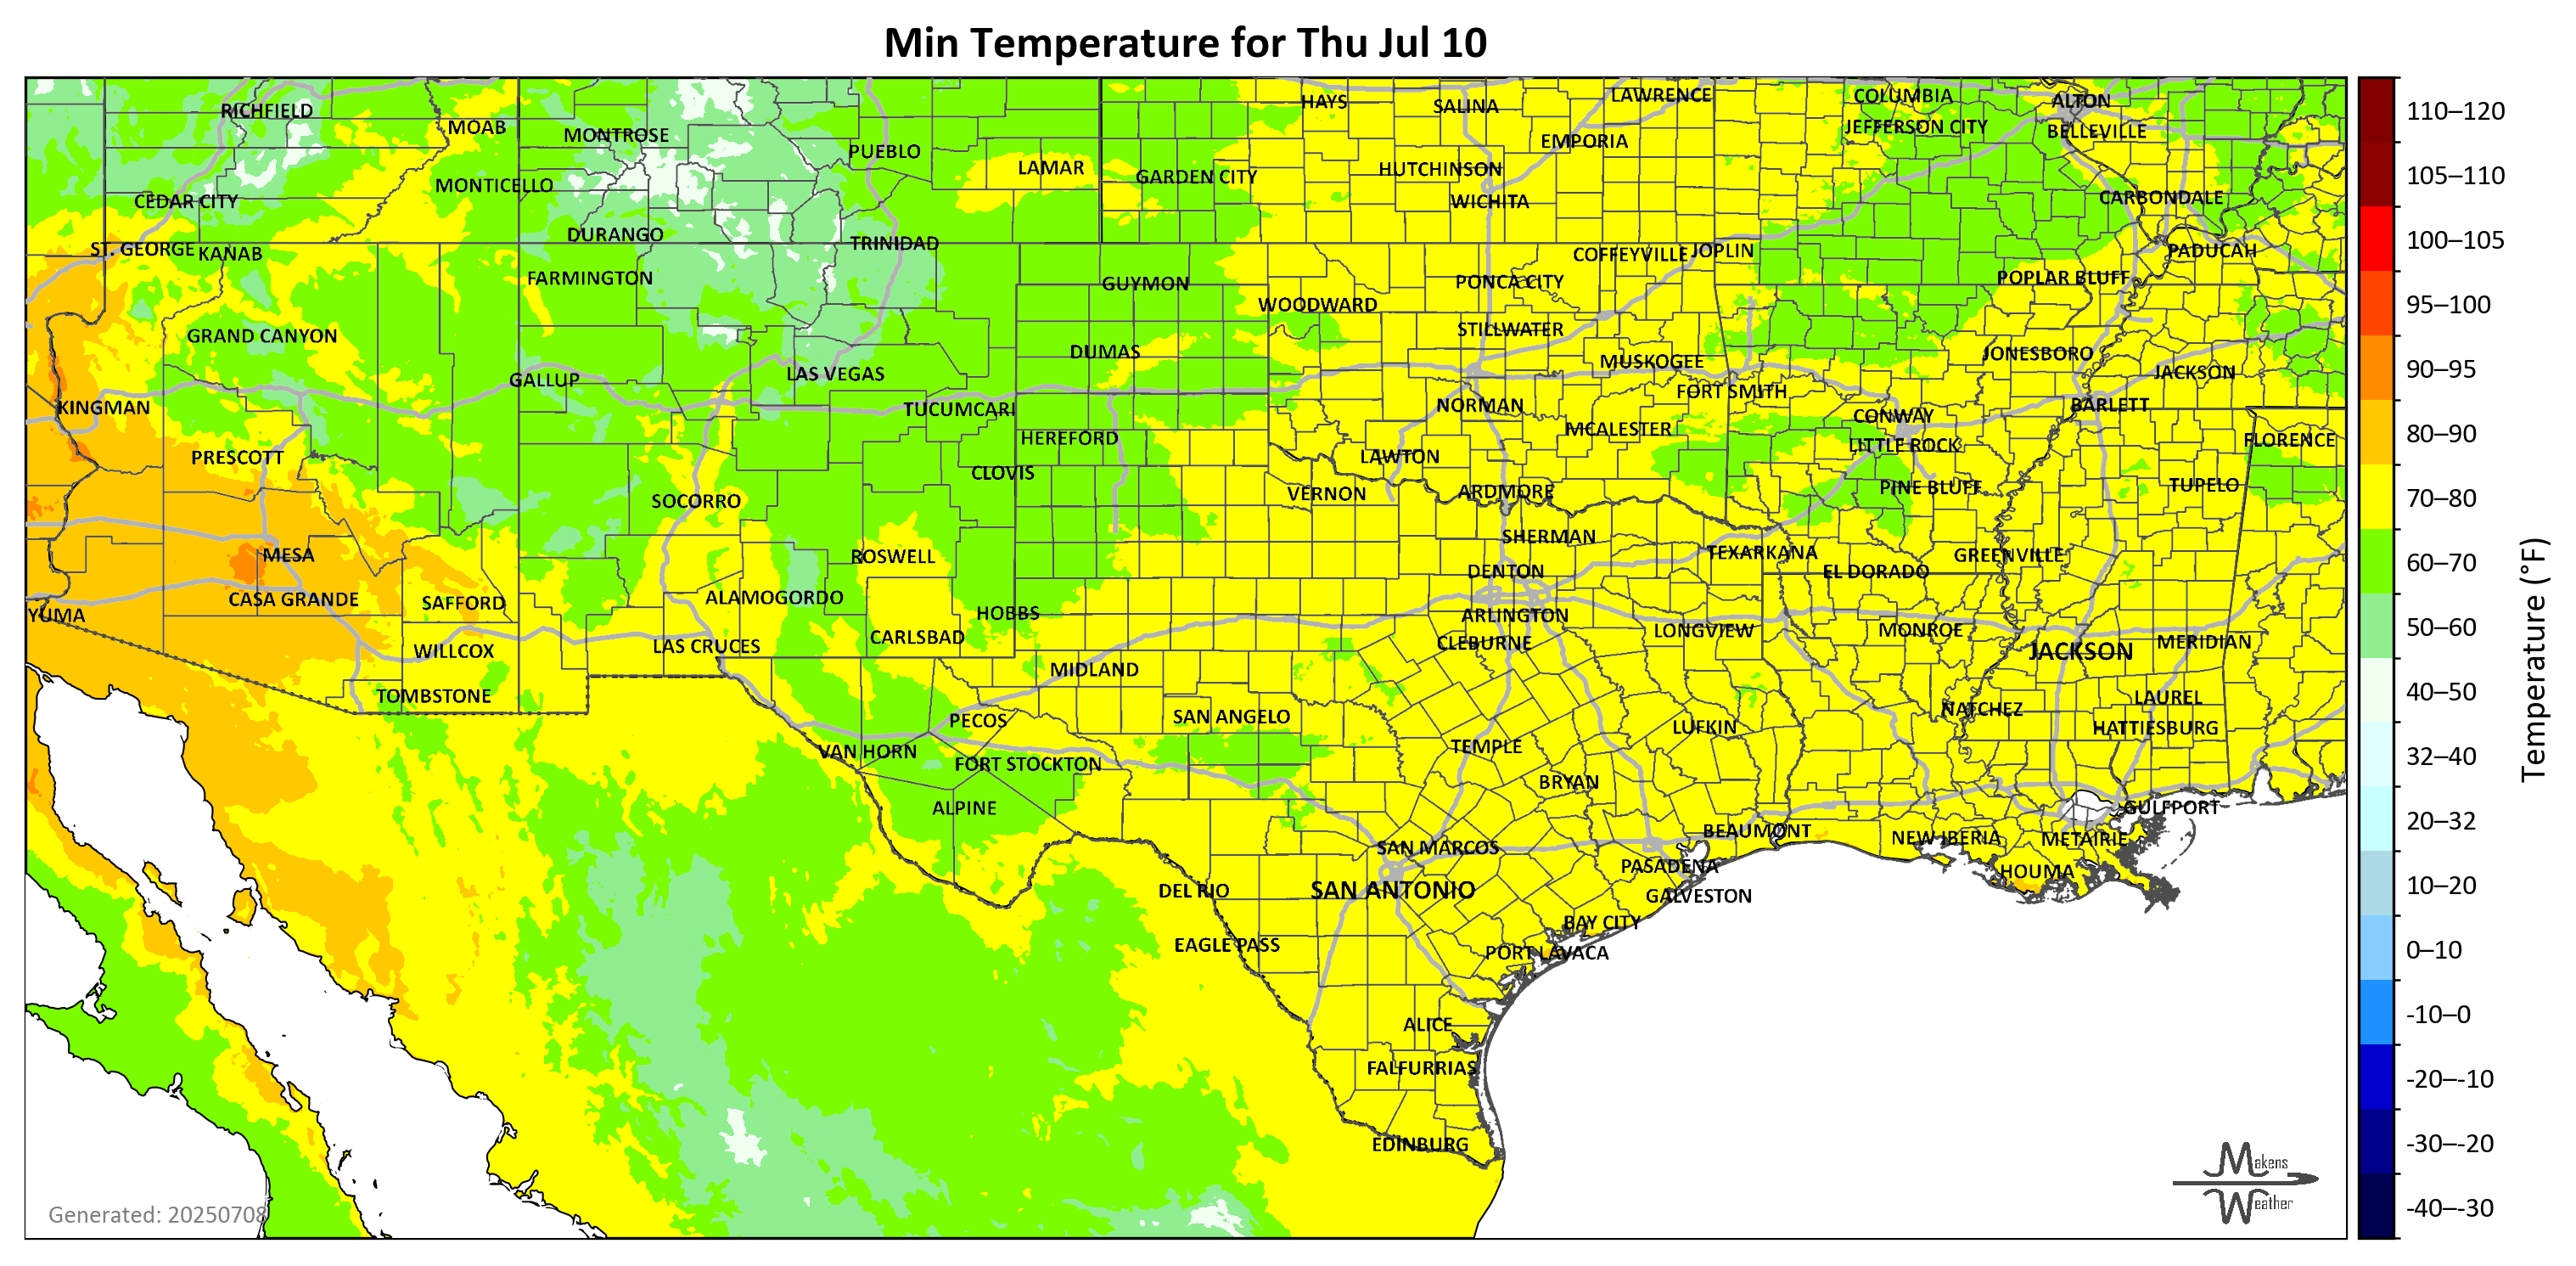 Min Temperature for Thu Jul 10
RICHFIELD
MOAB
MONTROSE
PUEBLO
LAMAR
GARDEN CITY
HAYS
SALINA
LAWRENCE
EMPORIA
HUTCHINSON
WICHITA
COLUMBIA
JEFFERSON CITY
ALTON
BELLEVILLE
CEDAR CITY
MONTICELLO
CARBONDALE
ST. GEORGE
KANAB
DURANGO
TRINIDAD
COFFEYVILLE
JOPLIN
PADUCAH
FARMINGTON
GUYMON
PONCA CITY
POPLAR BLUFF
WOODWARD
GRAND CANYON
STILLWATER
DUMAS
MUSKOGEE
JONESBORO
GALLUP
LAS VEGAS
FORT SMITH
JACKSON
KINGMAN
TUCUMCARI
NORMAN
CONWAY
BARLETT
HEREFORD
MCALESTER
LITTLE ROCK
FLORENCE
PRESCOTT
CLOVIS
LAWTON
SOCORRO
VERNON
ARDMORE
PINE BLUFF
TUPELO
MESA
ROSWELL
SHERMAN
TEXARKANA
GREENVILLE
DENTON
EL DORADO
CASA GRANDE
SAFFORD
ALAMOGORDO
YUMA
HOBBS
ARLINGTON
WILLCOX
LAS CRUCES
CARLSBAD
CLEBURNE
LONGVIEW
MONROE
JACKSON
MERIDIAN
MIDLAND
TOMBSTONE
PECOS
SAN ANGELO
LUFKIN
NATCHEZ
LAUREL
HATTIESBURG
VAN HORN
FORT STOCKTON
TEMPLE
BRYAN
ALPINE
GULFPORT
SAN MARCOS
BEAUMONT
NEW IBERIA
METAIRIE
PASADENA
HOUMA
DEL RIO
SAN ANTONIO
GALVESTON
BAY CITY
EAGLE PASS
PORT LAVACA
ALICE
FALFURRIAS
EDINBURG
Generated: 20250708
Makens
Weather
110–120
105–110
100–105
95–100
90–95
80–90
70–80
60–70
50–60
40–50
32–40
20–32
10–20
0–10
-10–0
-20–-10
-30–-20
-40–-30
Temperature (°F)